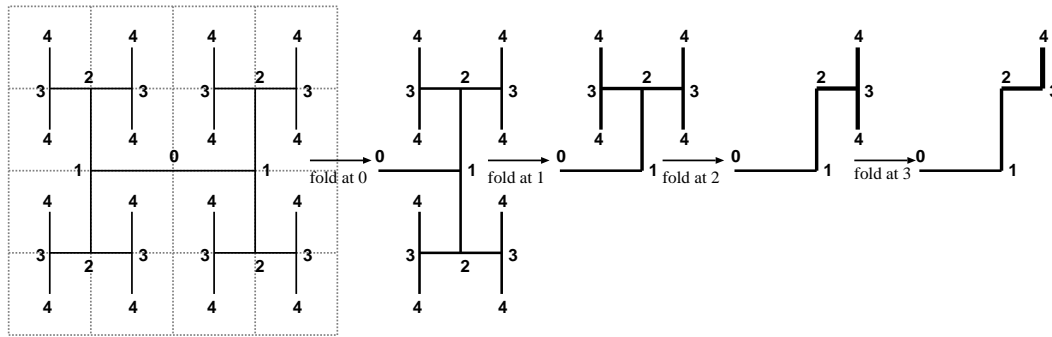 4 4 4 4 4 4 4 4 4 4
2 2 2 2 2 2
3 3 3 3 3 3 3 3 3 3
4 4 4 4 4 4 4 4 4
0 0 0 0 0
1 1 1 1 1 1
fold at 0 fold at 1 fold at 2 fold at 3
4 4 4 4 4 4
3 3 3 3 3 3
2 2 2
4 4 4 4 4 4